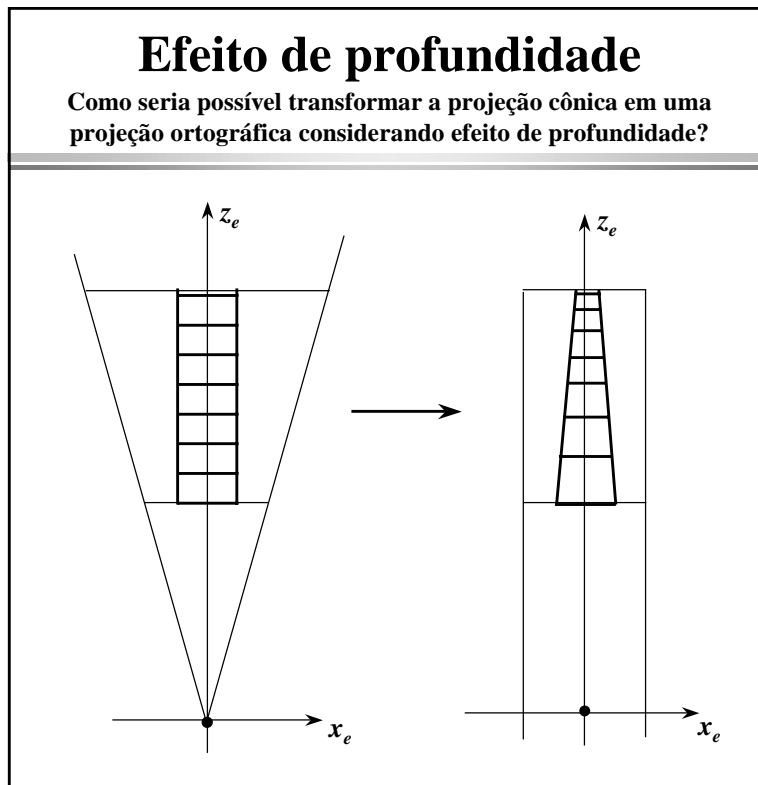 Efeito de profundidade
Como seria possível transformar a projeção cônica em uma
projeção ortográfica considerando efeito de profundidade?
z_e
z_e
x_e
x_e